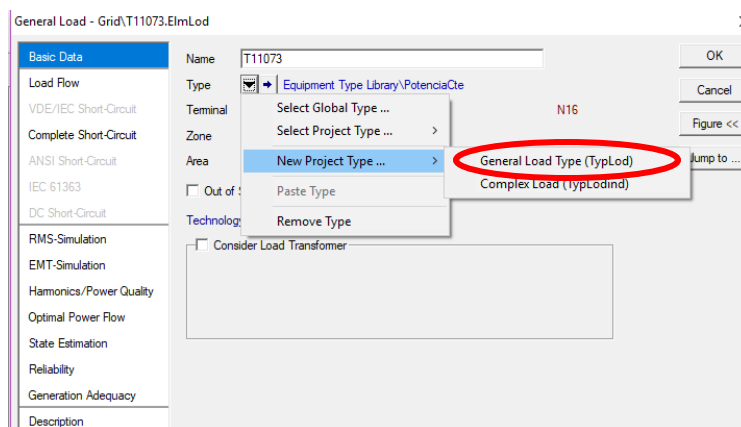 General Load - Grid\T11073.ElmLod
Basic Data
Load Flow
VDE/IEC Short-Circuit
Complete Short-Circuit
ANSI Short-Circuit
IEC 61363
DC Short-Circuit
RMS-Simulation
EMT-Simulation
Harmonics/Power Quality
Optimal Power Flow
State Estimation
Reliability
Generation Adequacy
Description
Name T11073
Type Equipment Type Library\PotenciaCte
Terminal N16
Zone
Area
Out of
Technology
Consider Load Transformer
Select Global Type ...
Select Project Type ...
New Project Type ...
Paste Type
Remove Type
General Load Type (TypLod)
Complex Load (TypLodind)
OK
Cancel
Figure <<
Jump to ...